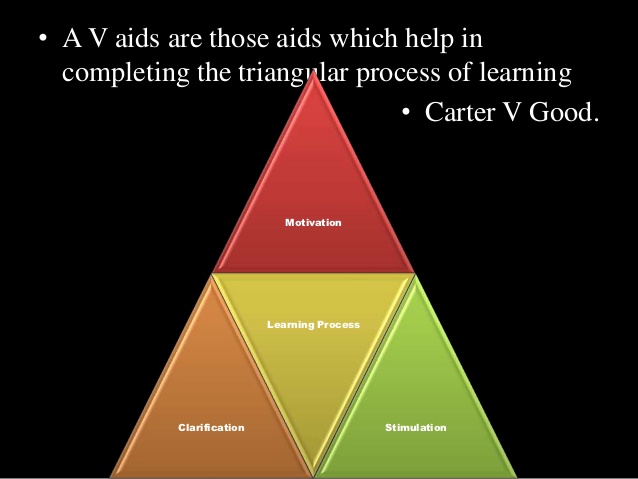 • A V aids are those aids which help in
completing the triangular process of learning
• Carter V Good.
Motivation
Learning Process
Clarification
Stimulation